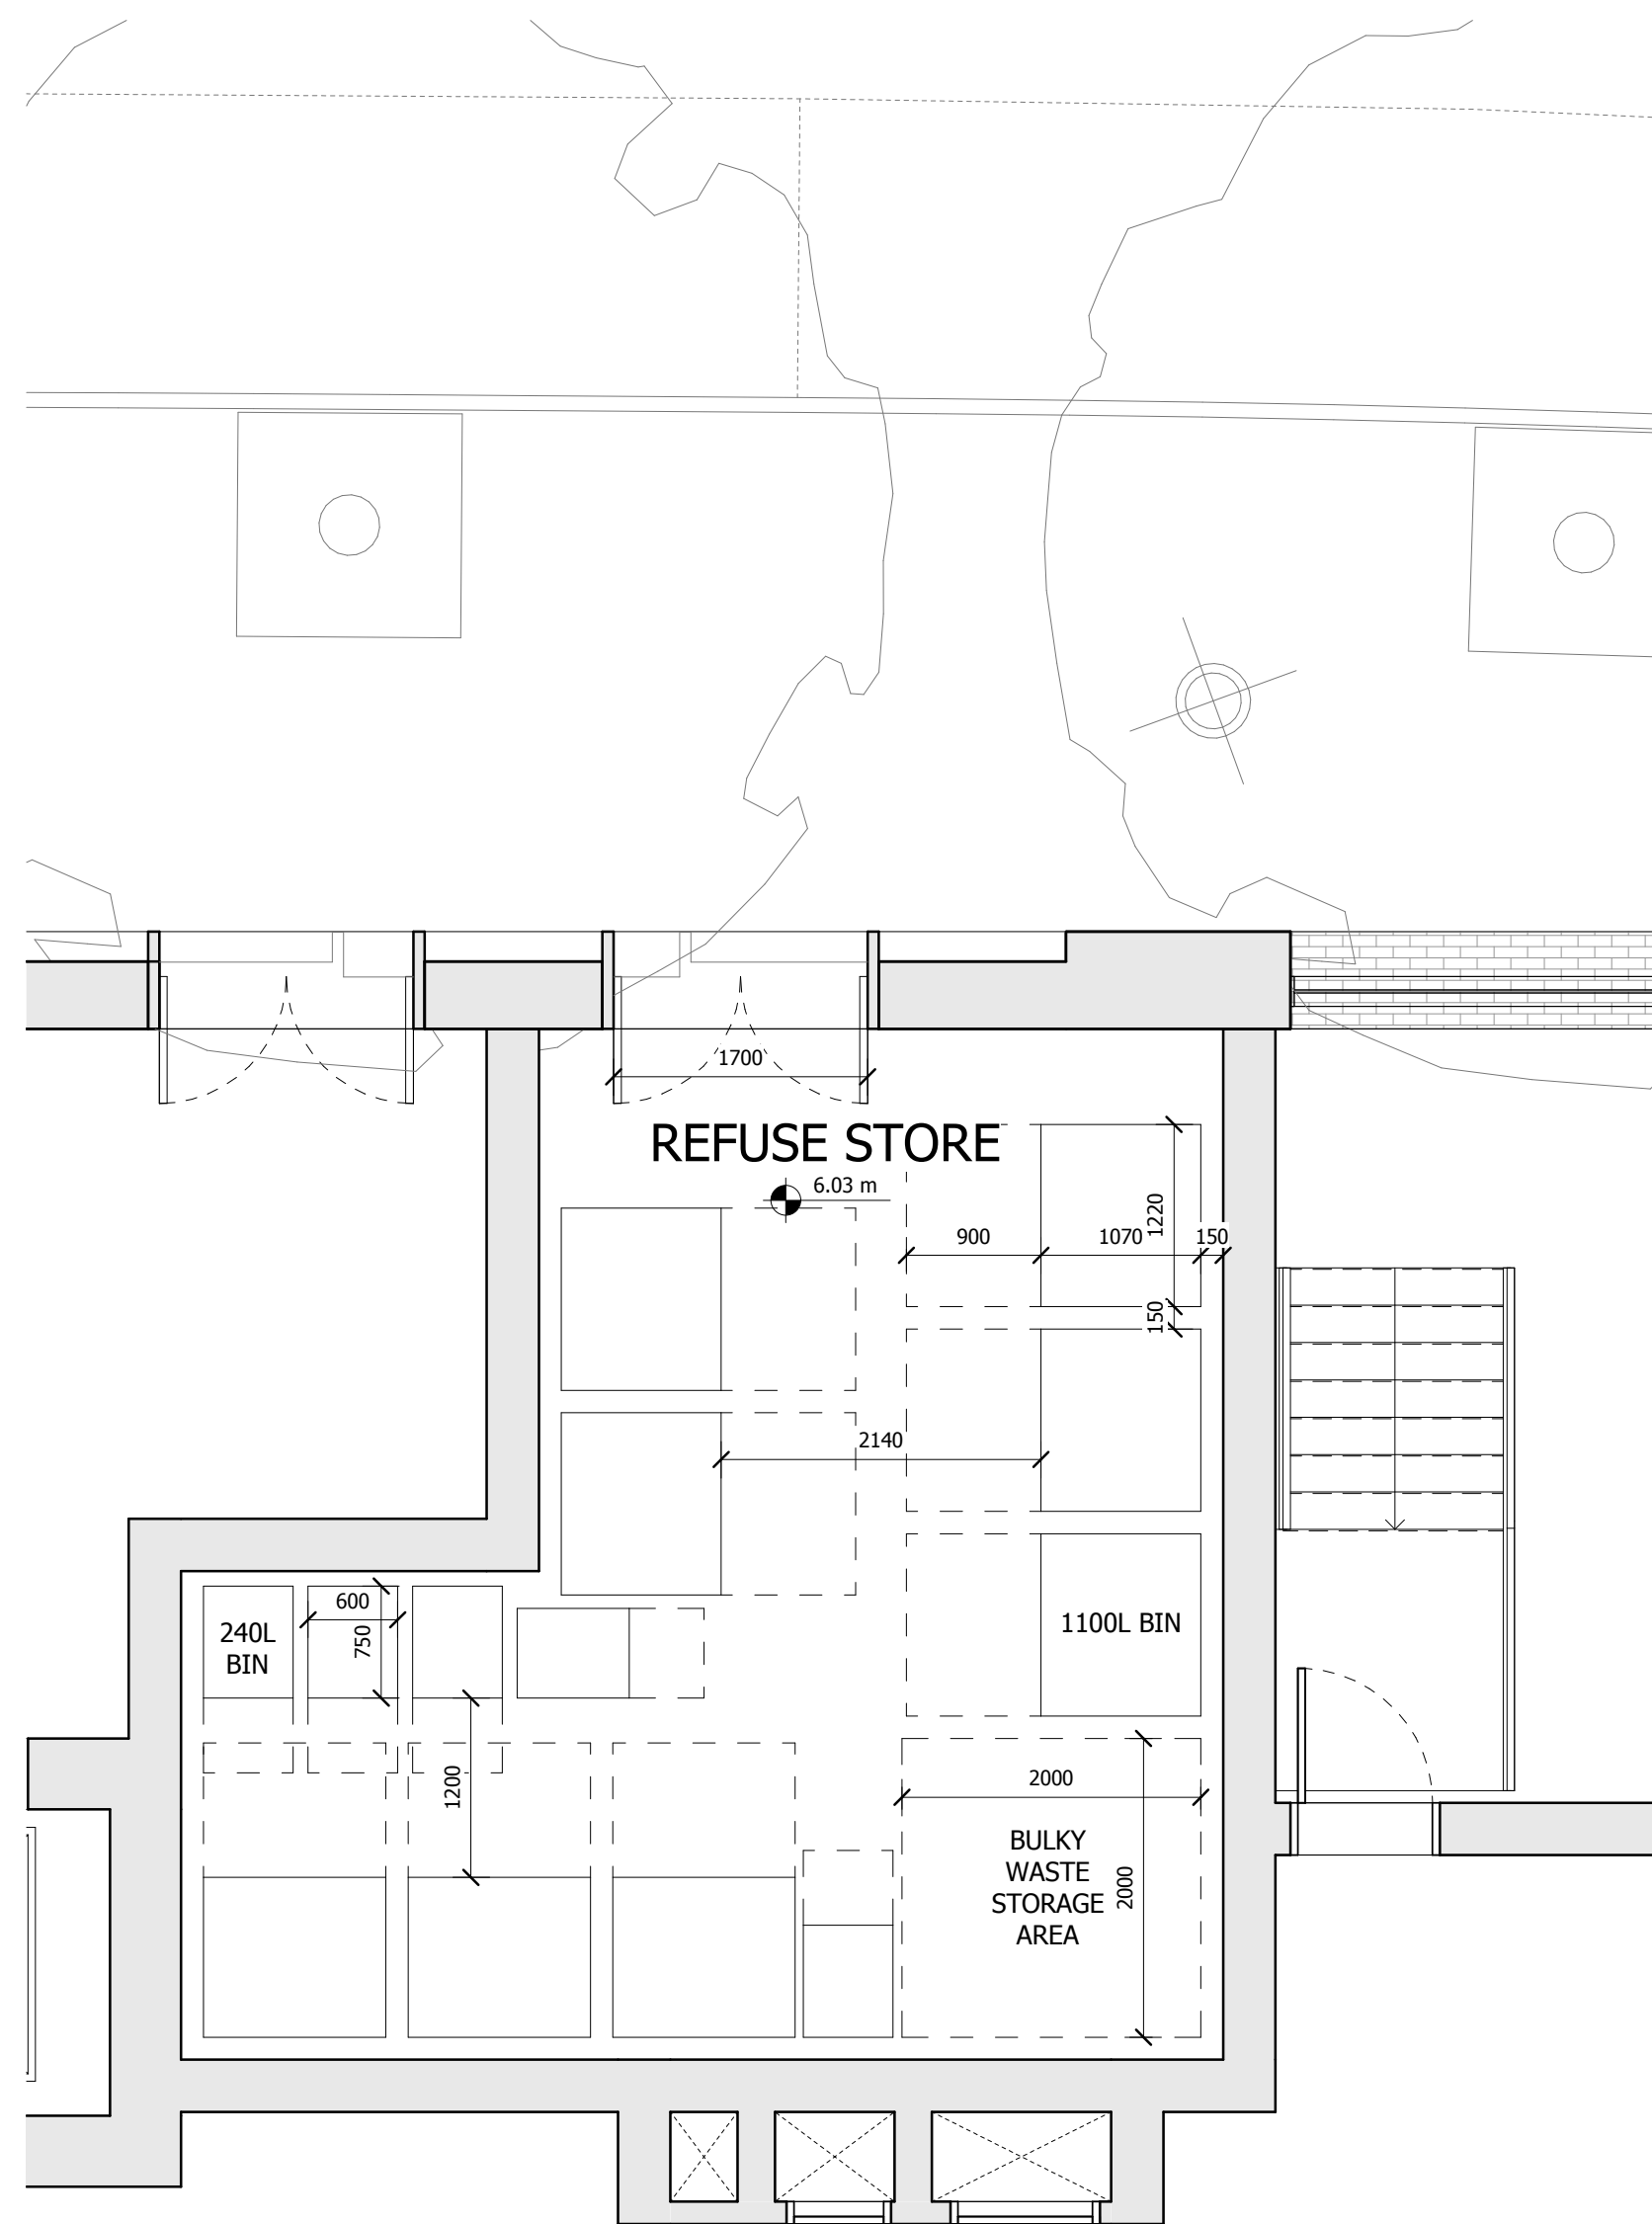 1700
REFUSE STORE
6.03 m
1220
900
1070
150
150
2140
600
750
240L
BIN
1100L BIN
1200
2000
BULKY
WASTE
STORAGE
AREA
2000